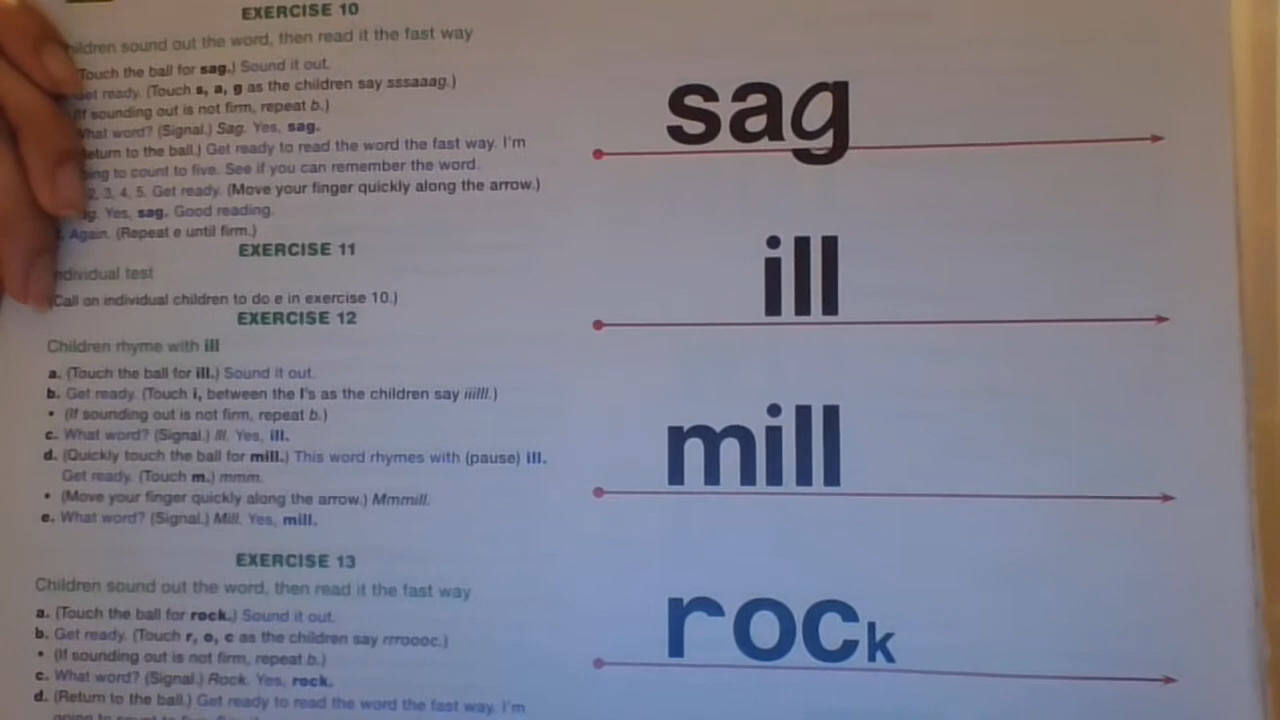 EXERCISE 10
ildren sound out the word, then read it the fast way
Touch the ball for sag.) Sound it out.
et ready. (Touch s, a, g as the children say sssaaag.)
If sounding out is not firm, repeat b.)
What word? (Signal.) Sag. Yes, sag.
eturn to the ball.) Get ready to read the word the fast way. I'm
ing to count to five. See if you can remember the word.
2, 3, 4, 5. Get ready. (Move your finger quickly along the arrow.)
g. Yes, sag. Good reading.
Again. (Repeat e until firm.)
EXERCISE 11
ndividual test
(Call on individual children to do e in exercise 10.)
EXERCISE 12
Children rhyme with ill
a. (Touch the ball for ill.) Sound it out.
b. Get ready. (Touch i, between the l's as the children say iiilll.)
• (If sounding out is not firm, repeat b.)
c. What word? (Signal.) Ill. Yes, ill.
d. (Quickly touch the ball for mill.) This word rhymes with (pause) ill.
Get ready. (Touch m.) mmm.
• (Move your finger quickly along the arrow.) Mmmill.
e. What word? (Signal.) Mill. Yes, mill.
EXERCISE 13
Children sound out the word, then read it the fast way
a. (Touch the ball for rock.) Sound it out.
b. Get ready. (Touch r, o, c as the children say rrroooc.)
• (If sounding out is not firm, repeat b.)
c. What word? (Signal.) Rock. Yes, rock.
d. (Return to the ball.) Get ready to read the word the fast way. I'm
sag
ill
mill
rock